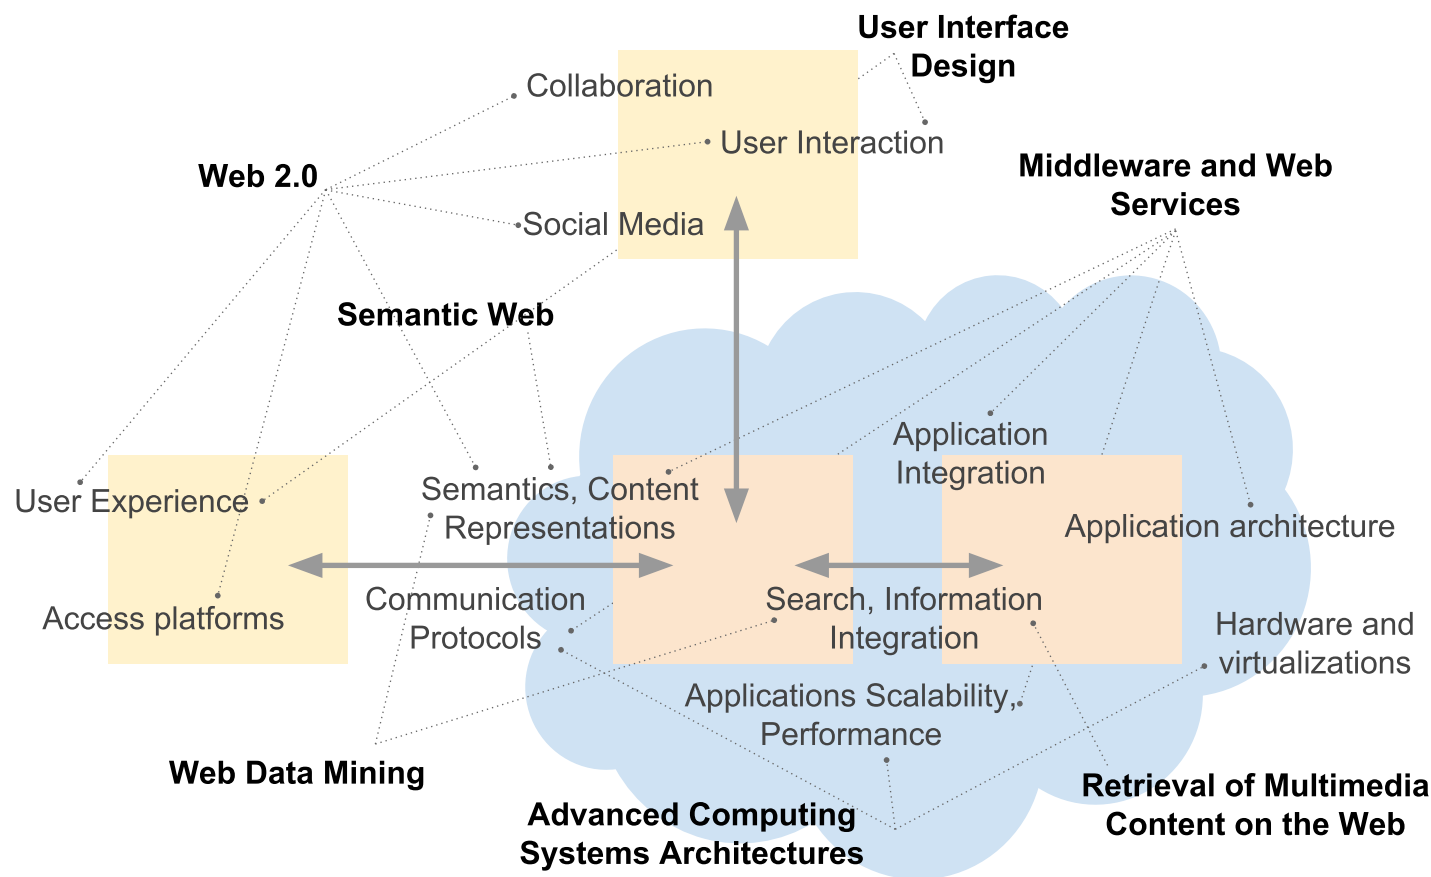 User Interface
Design
Collaboration
User Interaction
Web 2.0
Middleware and Web
Services
Social Media
Semantic Web
Application
Integration
User Experience
Semantics, Content
Representations
Application architecture
Access platforms
Communication
Protocols
Search, Information
Integration
Hardware and
virtualizations
Applications Scalability,
Performance
Web Data Mining
Advanced Computing
Systems Architectures
Retrieval of Multimedia
Content on the Web